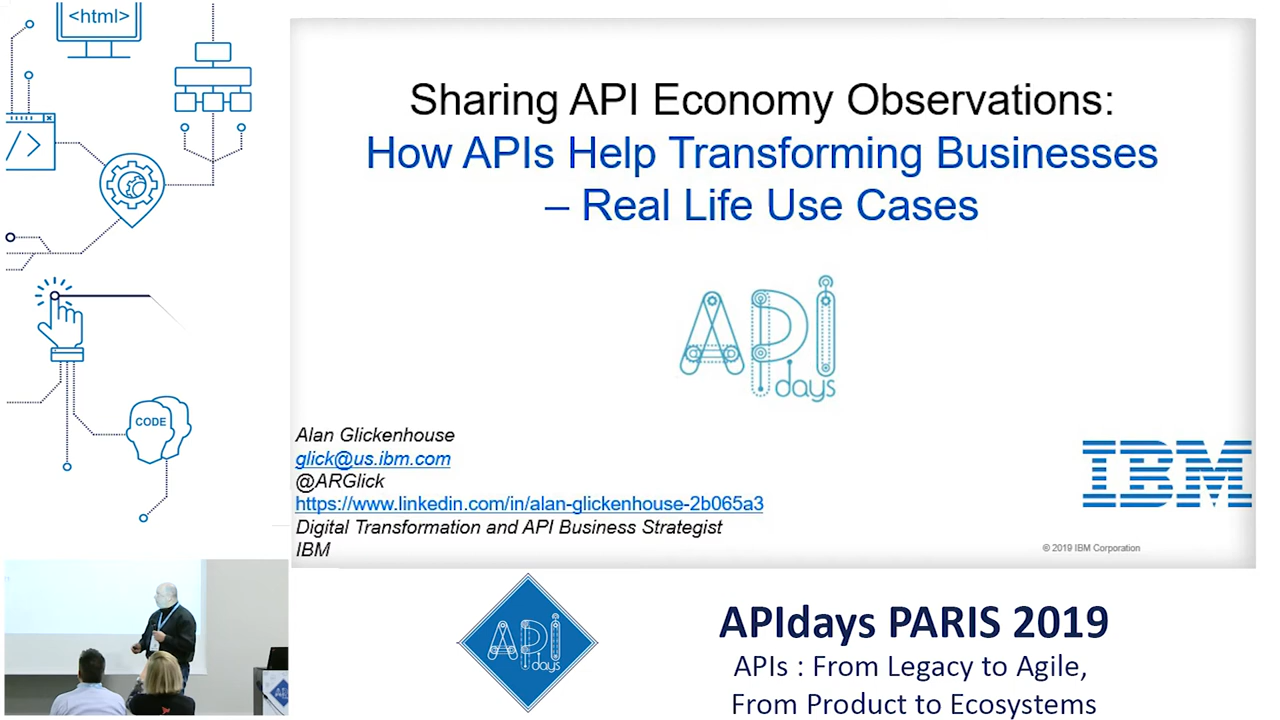 <html>
</>
CODE
Sharing API Economy Observations:
How APIs Help Transforming Businesses
– Real Life Use Cases
API
days
Alan Glickenhouse
glick@us.ibm.com
@ARGlick
https://www.linkedin.com/in/alan-glickenhouse-2b065a3
Digital Transformation and API Business Strategist
IBM
IBM
© 2019 IBM Corporation
API
days
APIdays PARIS 2019
APIs : From Legacy to Agile,
From Product to Ecosystems